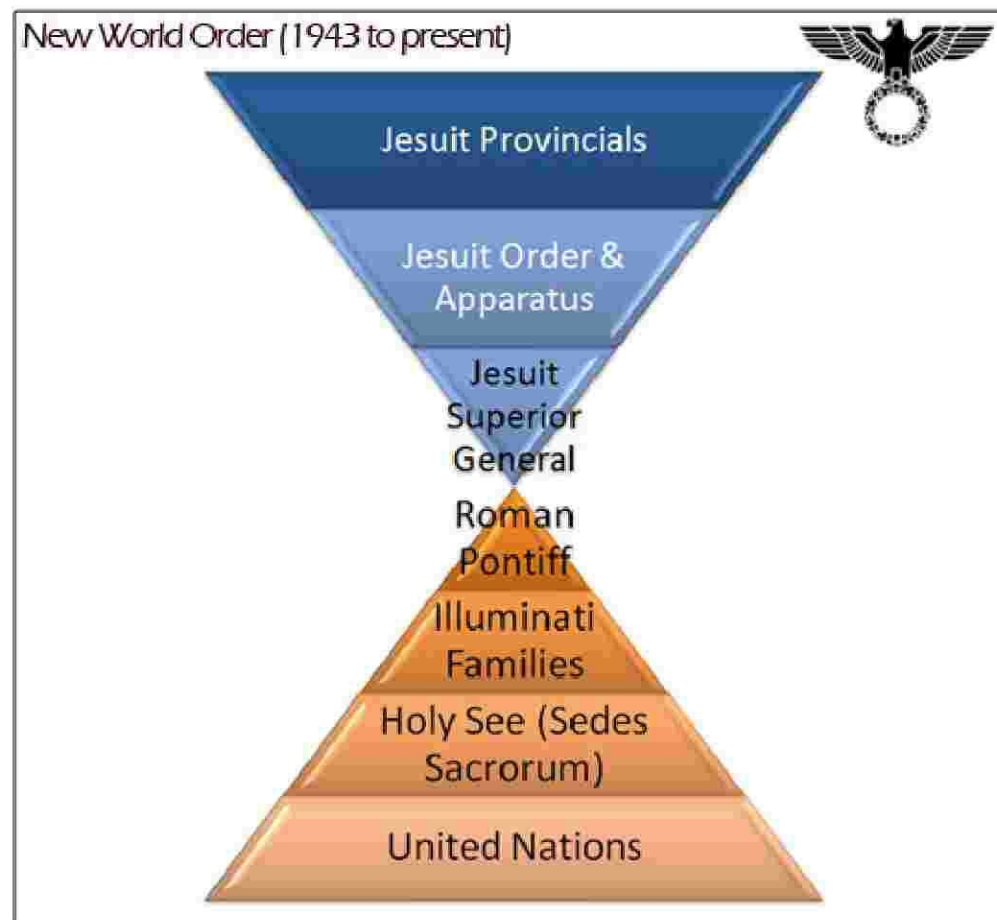 New World Order (1943 to present)
Jesuit Provincials
Jesuit Order &
Apparatus
Jesuit
Superior
General
Roman
Pontiff
Illuminati
Families
Holy See (Sedes
Sacrorum)
United Nations